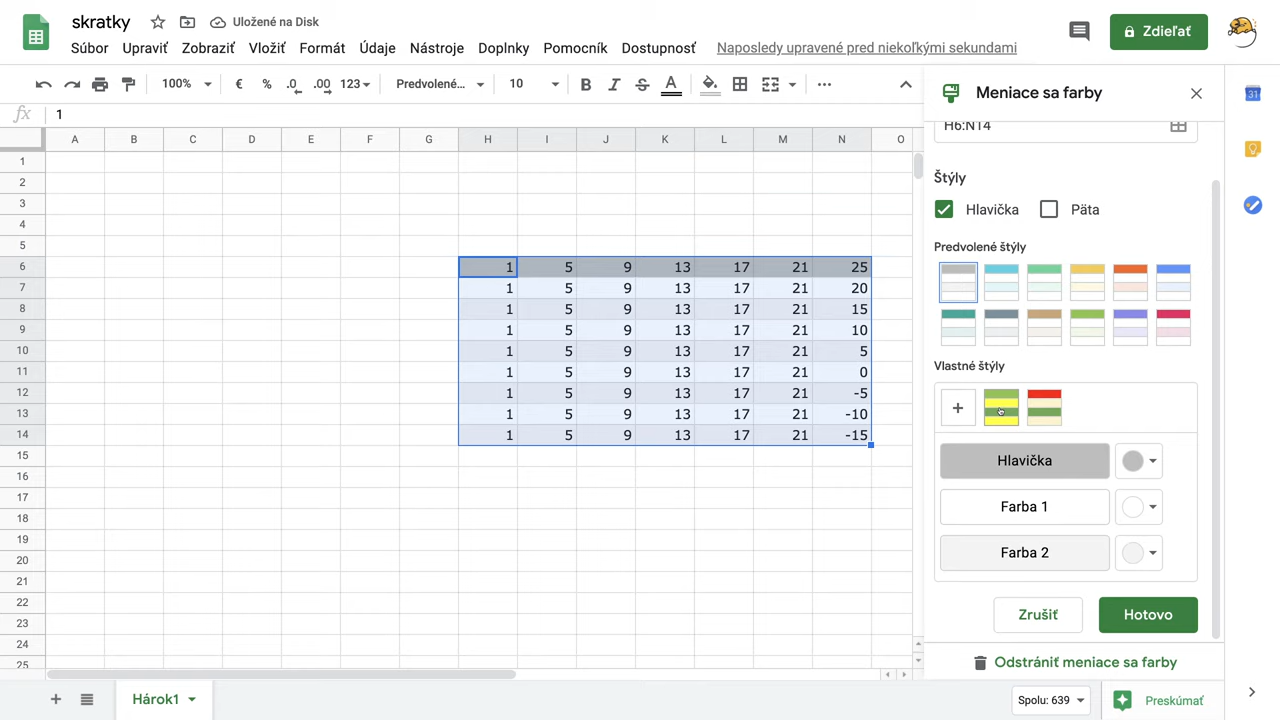 skratky Uložené na Disk
Súbor Upraviť Zobraziť Vložiť Formát Údaje Nástroje Doplnky Pomocník Dostupnosť Naposledy upravené pred niekoľkými sekundami Zdieľať
100% € % .0 .00 123 Predvolené… 10 B I S A
fx 1
A B C D E F G H I J K L M N O
1
2
3
4
5
6 1 5 9 13 17 21 25
7 1 5 9 13 17 21 20
8 1 5 9 13 17 21 15
9 1 5 9 13 17 21 10
10 1 5 9 13 17 21 5
11 1 5 9 13 17 21 0
12 1 5 9 13 17 21 -5
13 1 5 9 13 17 21 -10
14 1 5 9 13 17 21 -15
15
16
17
18
19
20
21
22
23
24
25
Meniace sa farby
H6:N14
Štýly
Hlavička Päta
Predvolené štýly
Vlastné štýly
+
Hlavička
Farba 1
Farba 2
Zrušiť Hotovo
Odstrániť meniace sa farby
31
+ Hárok1 Spolu: 639 Preskúmať